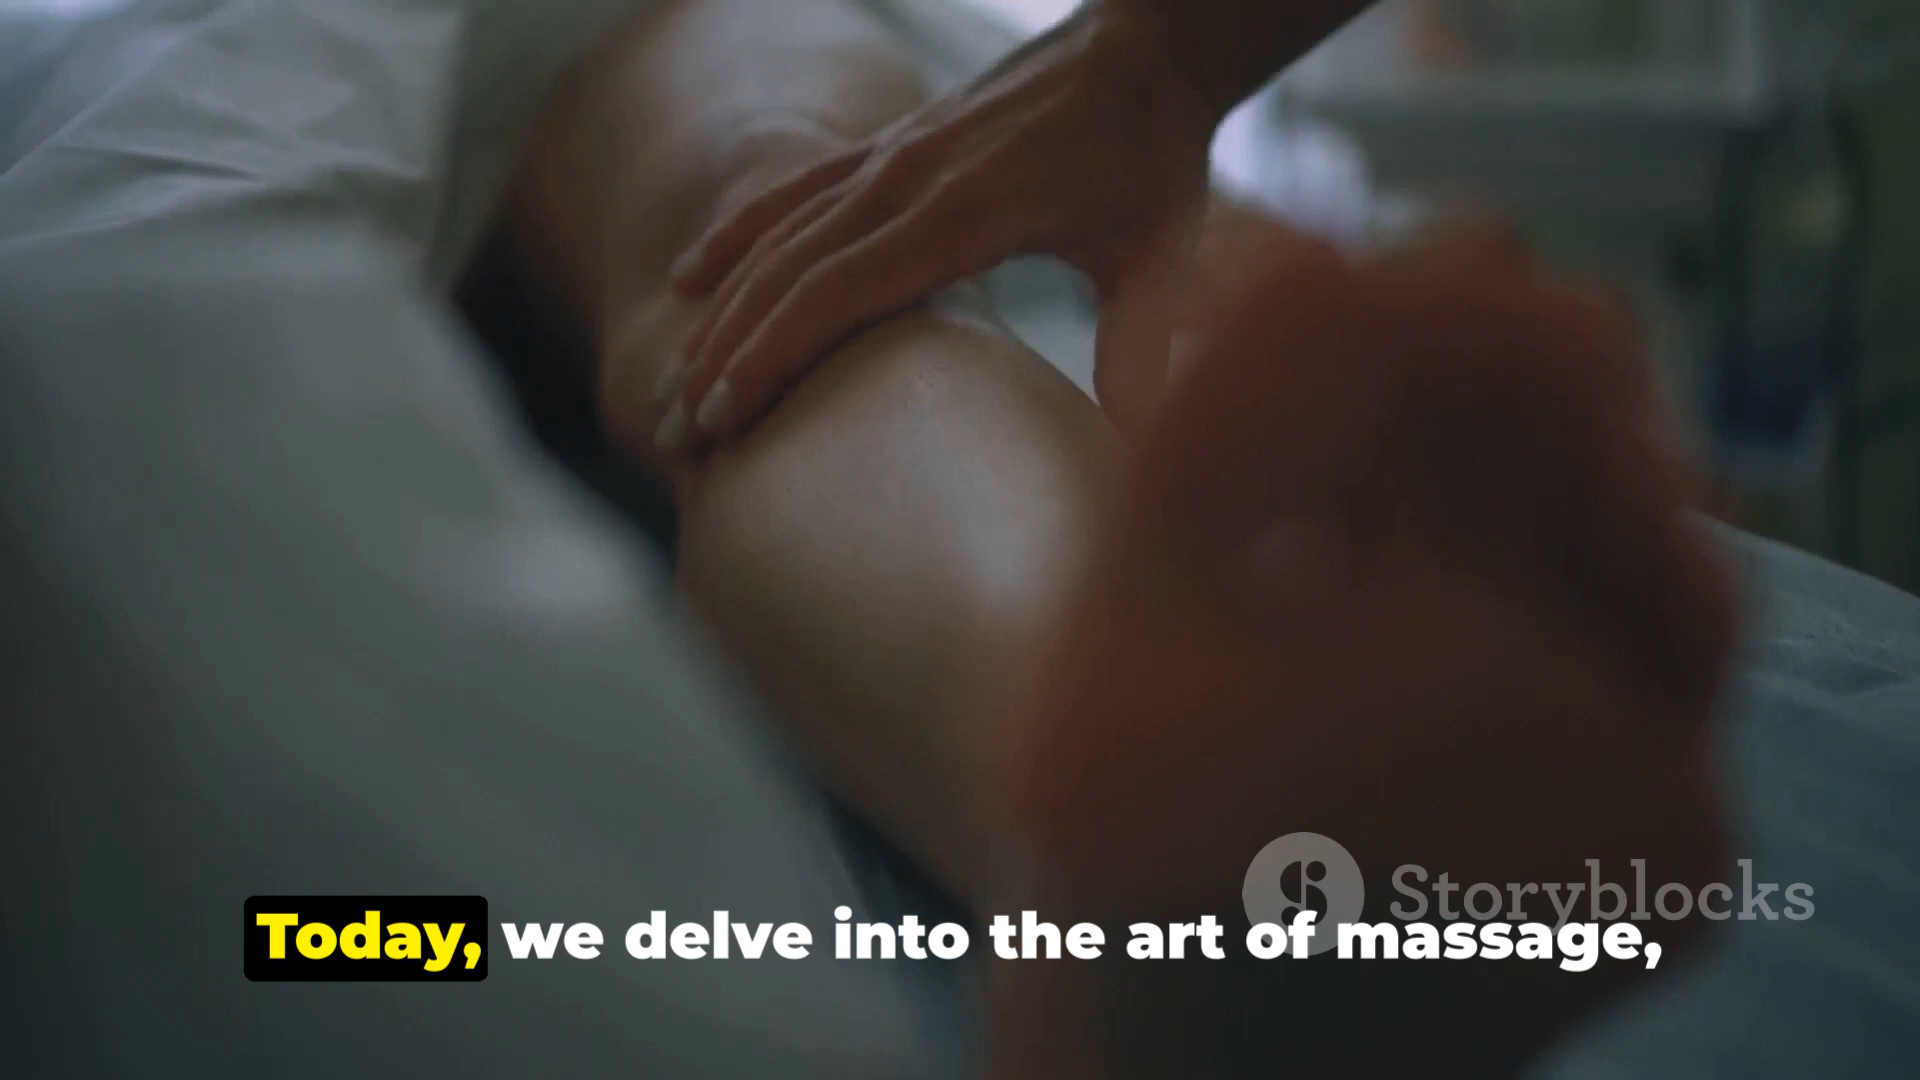 Storyblocks
Today, we delve into the art of massage,